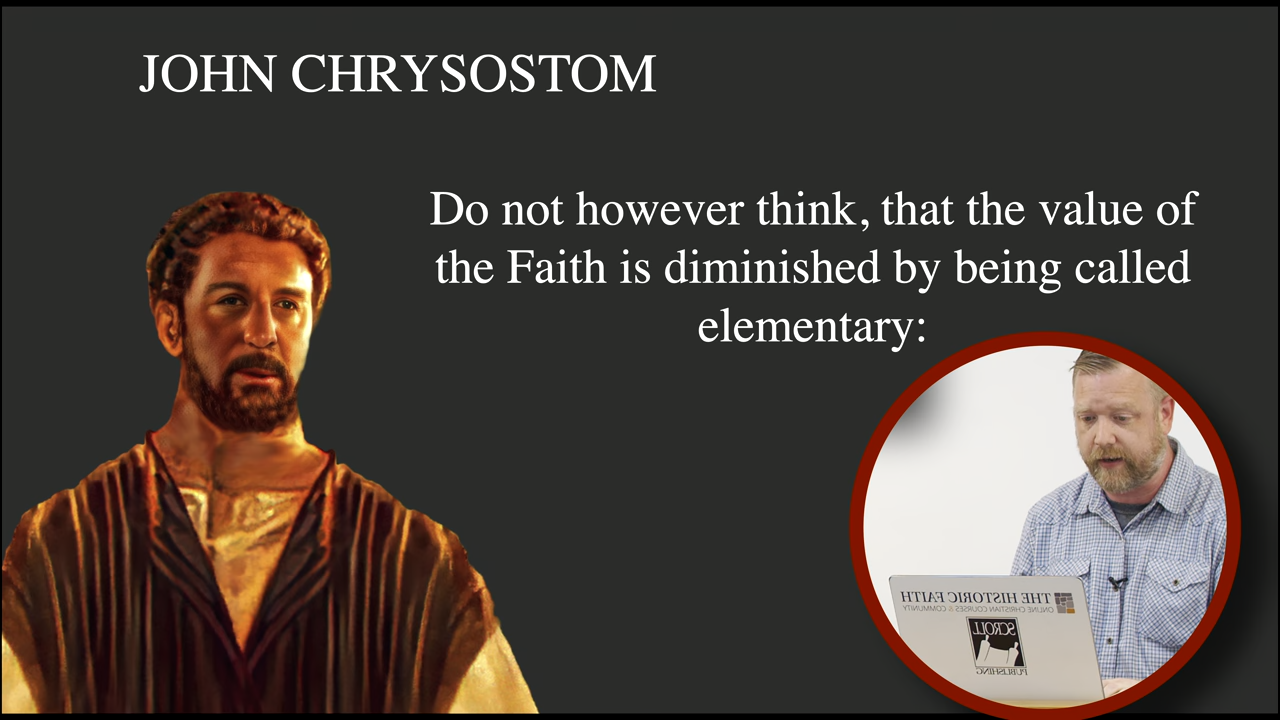 JOHN CHRYSOSTOM
Do not however think, that the value of
the Faith is diminished by being called
elementary:
THE HISTORIC FAITH
ONLINE CHRISTIAN COURSES & COMMUNITY
SCROLL
PUBLISHING